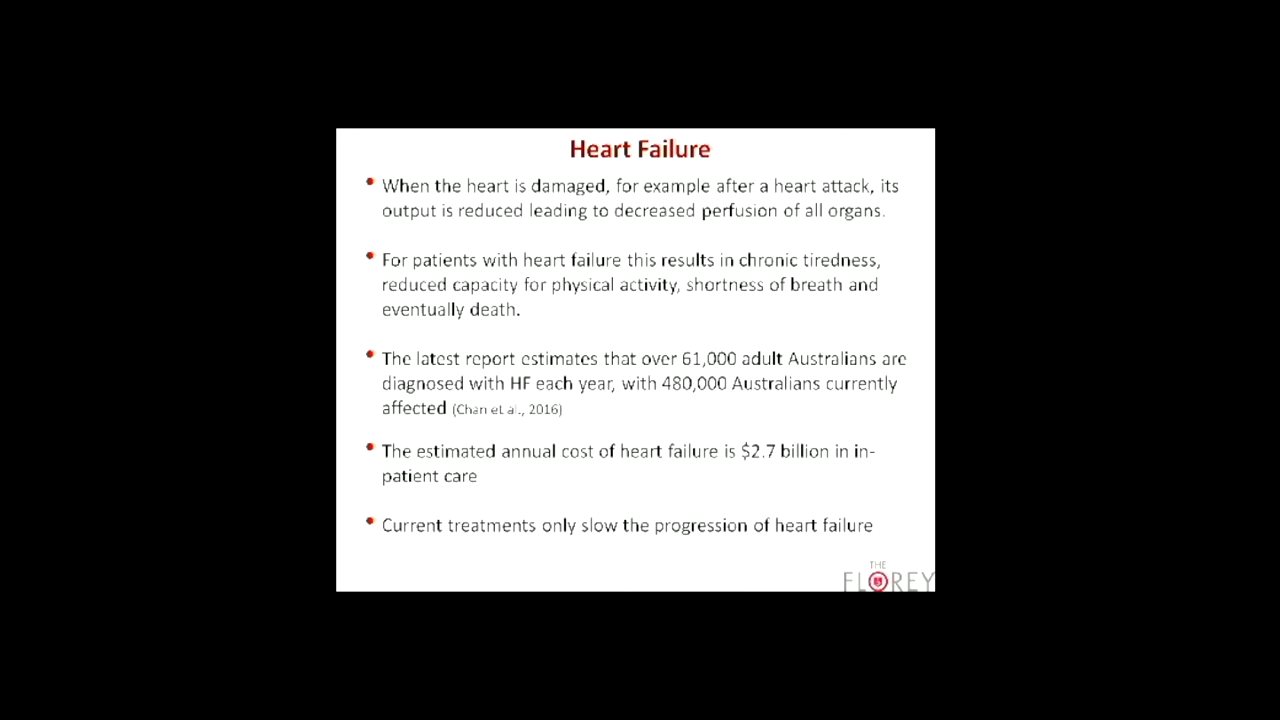 Heart Failure
• When the heart is damaged, for example after a heart attack, its
output is reduced leading to decreased perfusion of all organs.
• For patients with heart failure this results in chronic tiredness,
reduced capacity for physical activity, shortness of breath and
eventually death.
• The latest report estimates that over 61,000 adult Australians are
diagnosed with HF each year, with 480,000 Australians currently
affected (Chan et al., 2016)
• The estimated annual cost of heart failure is $2.7 billion in in-
patient care
• Current treatments only slow the progression of heart failure
THE
FLOREY